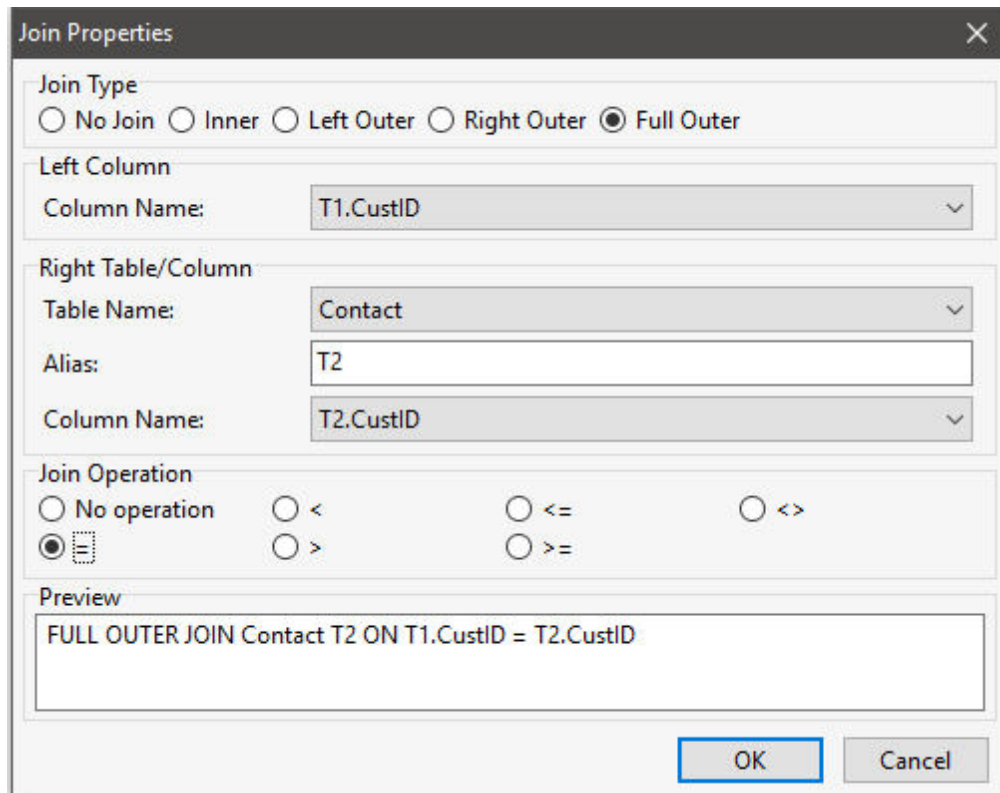 Join Properties
Join Type
No Join Inner Left Outer Right Outer Full Outer
Left Column
Column Name: T1.CustID
Right Table/Column
Table Name: Contact
Alias: T2
Column Name: T2.CustID
Join Operation
No operation < <= <>
= > >=
Preview
FULL OUTER JOIN Contact T2 ON T1.CustID = T2.CustID
OK Cancel